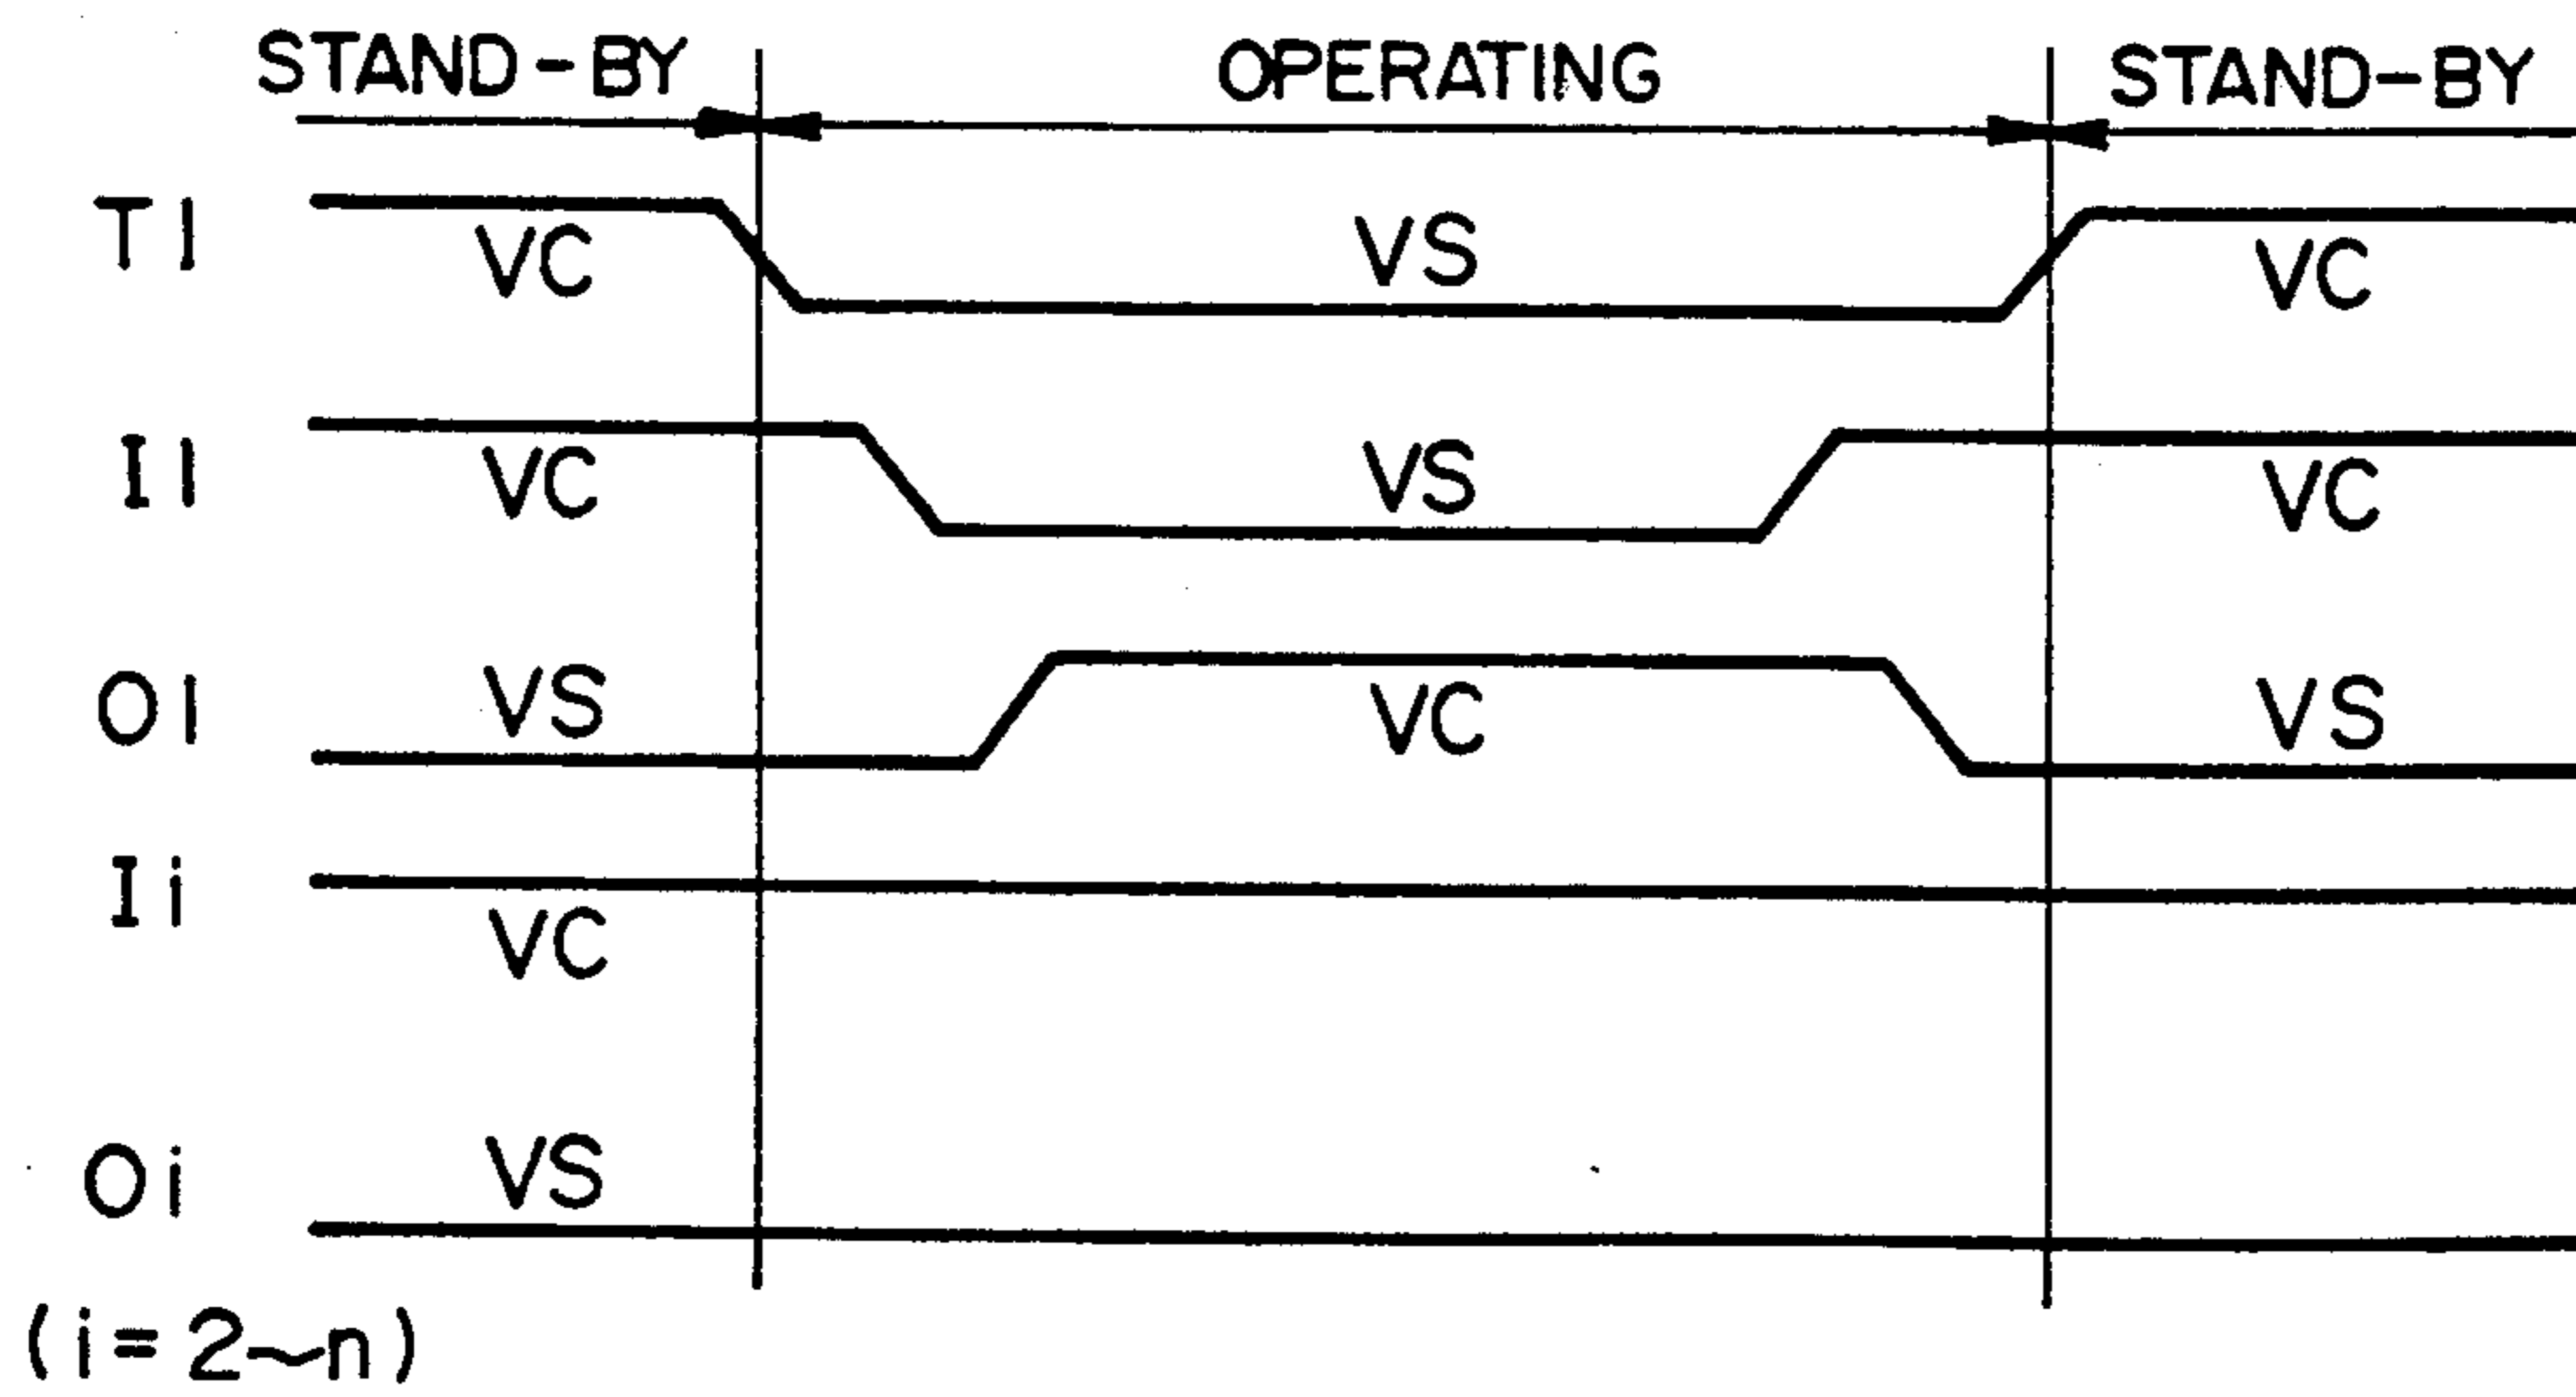 STAND-BY OPERATING STAND-BY
T1 VC VS VC
I1 VC VS VC
O1 VS VC VS
Ii VC
Oi VS
(i=2~n)